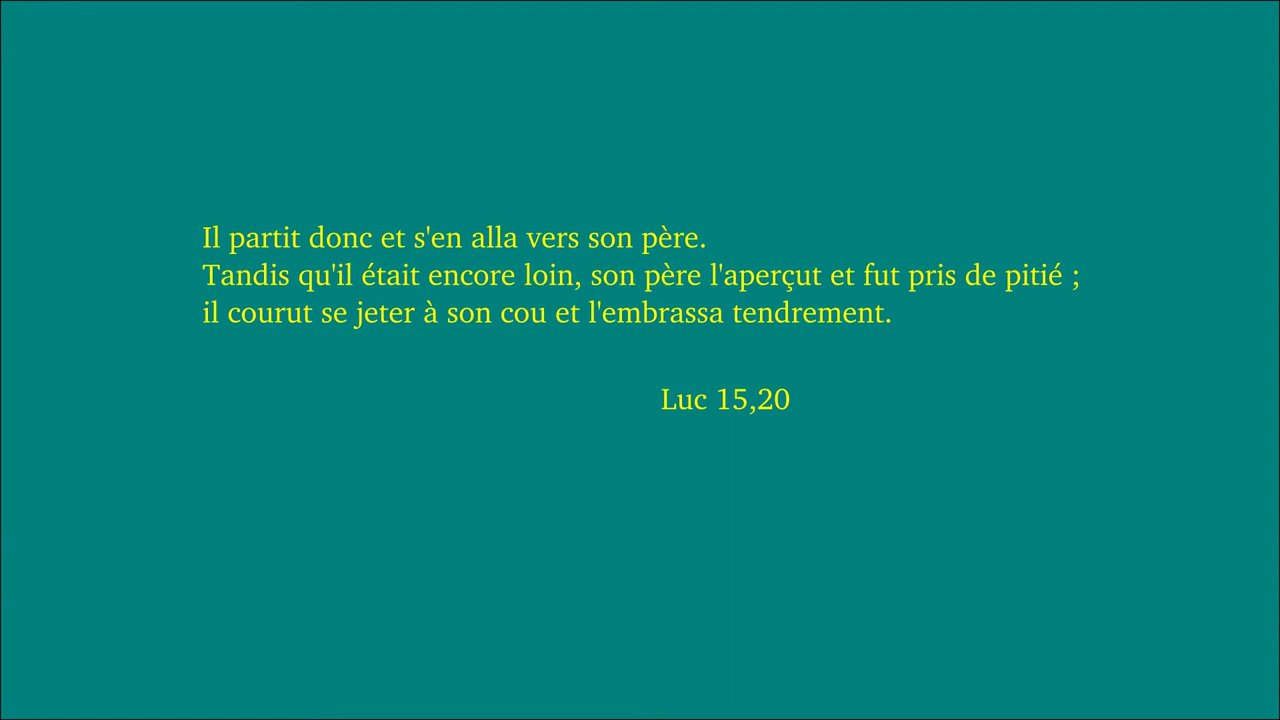 Il partit donc et s'en alla vers son père.
Tandis qu'il était encore loin, son père l'aperçut et fut pris de pitié ;
il courut se jeter à son cou et l'embrassa tendrement.
Luc 15,20